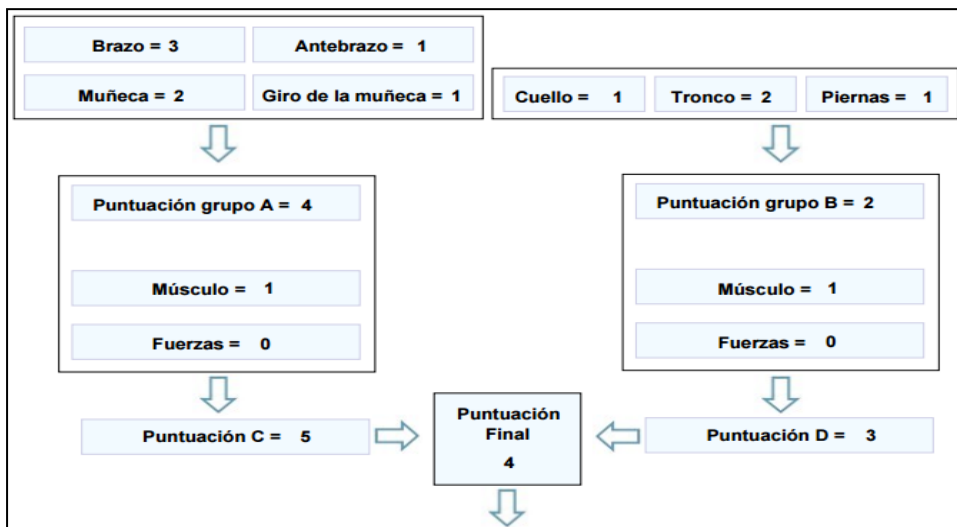 Brazo = 3
Antebrazo = 1
Muñeca = 2
Giro de la muñeca = 1
Cuello = 1
Tronco = 2
Piernas = 1
Puntuación grupo A = 4
Músculo = 1
Fuerzas = 0
Puntuación grupo B = 2
Músculo = 1
Fuerzas = 0
Puntuación C = 5
Puntuación
Final
4
Puntuación D = 3